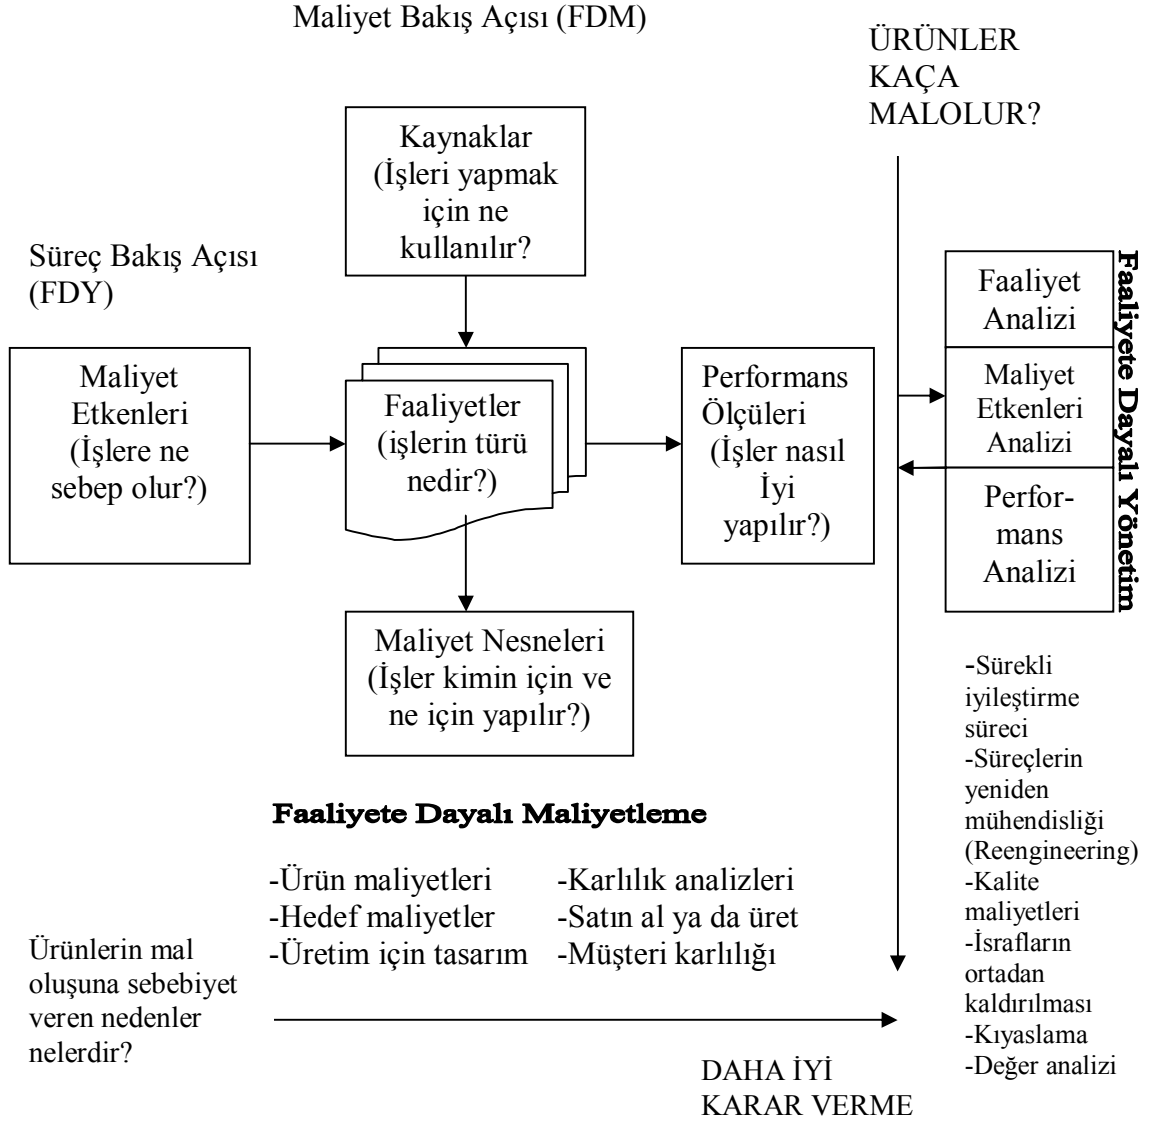 Maliyet Bakış Açısı (FDM)
ÜRÜNLER
KAÇA
MALOLUR?
Kaynaklar
(İşleri yapmak
için ne
kullanılır?
Süreç Bakış Açısı
(FDY)
Maliyet
Etkenleri
(İşlere ne
sebep olur?)
Faaliyetler
(işlerin türü
nedir?)
Performans
Ölçüleri
(İşler nasıl
İyi
yapılır?)
Faaliyet
Analizi
Maliyet
Etkenleri
Analizi
Perfor-
mans
Analizi
Faaliyete Dayalı Yönetim
Maliyet Nesneleri
(İşler kimin için ve
ne için yapılır?)
Faaliyete Dayalı Maliyetleme
-Ürün maliyetleri
-Hedef maliyetler
-Üretim için tasarım
-Karlılık analizleri
-Satın al ya da üret
-Müşteri karlılığı
-Sürekli
iyileştirme
süreci
-Süreçlerin
yeniden
mühendisliği
(Reengineering)
-Kalite
maliyetleri
-İsrafların
ortadan
kaldırılması
-Kıyaslama
-Değer analizi
Ürünlerin mal
oluşuna sebebiyet
veren nedenler
nelerdir?
DAHA İYİ
KARAR VERME